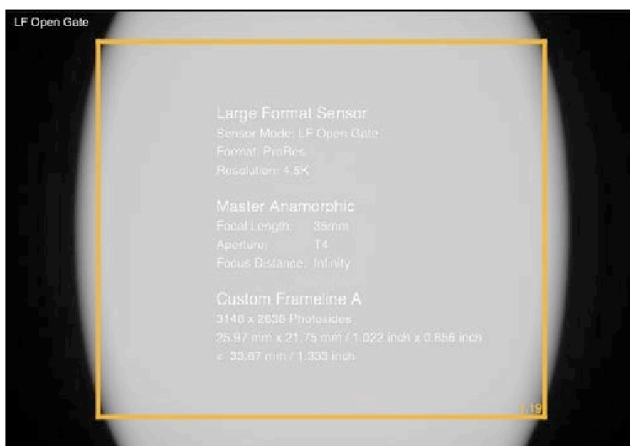 LF Open Gate
Large Format Sensor
Sensor Mode: LF Open Gate
Format: ProRes
Resolution: 4.5K
Master Anamorphic
Focal Length: 35mm
Aperture: T4
Focus Distance: Infinity
Custom Frameline A
3148 x 2636 Photosides
25.97 mm x 21.75 mm / 1.022 inch x 0.856 inch
33.87 mm / 1.333 inch
1.19